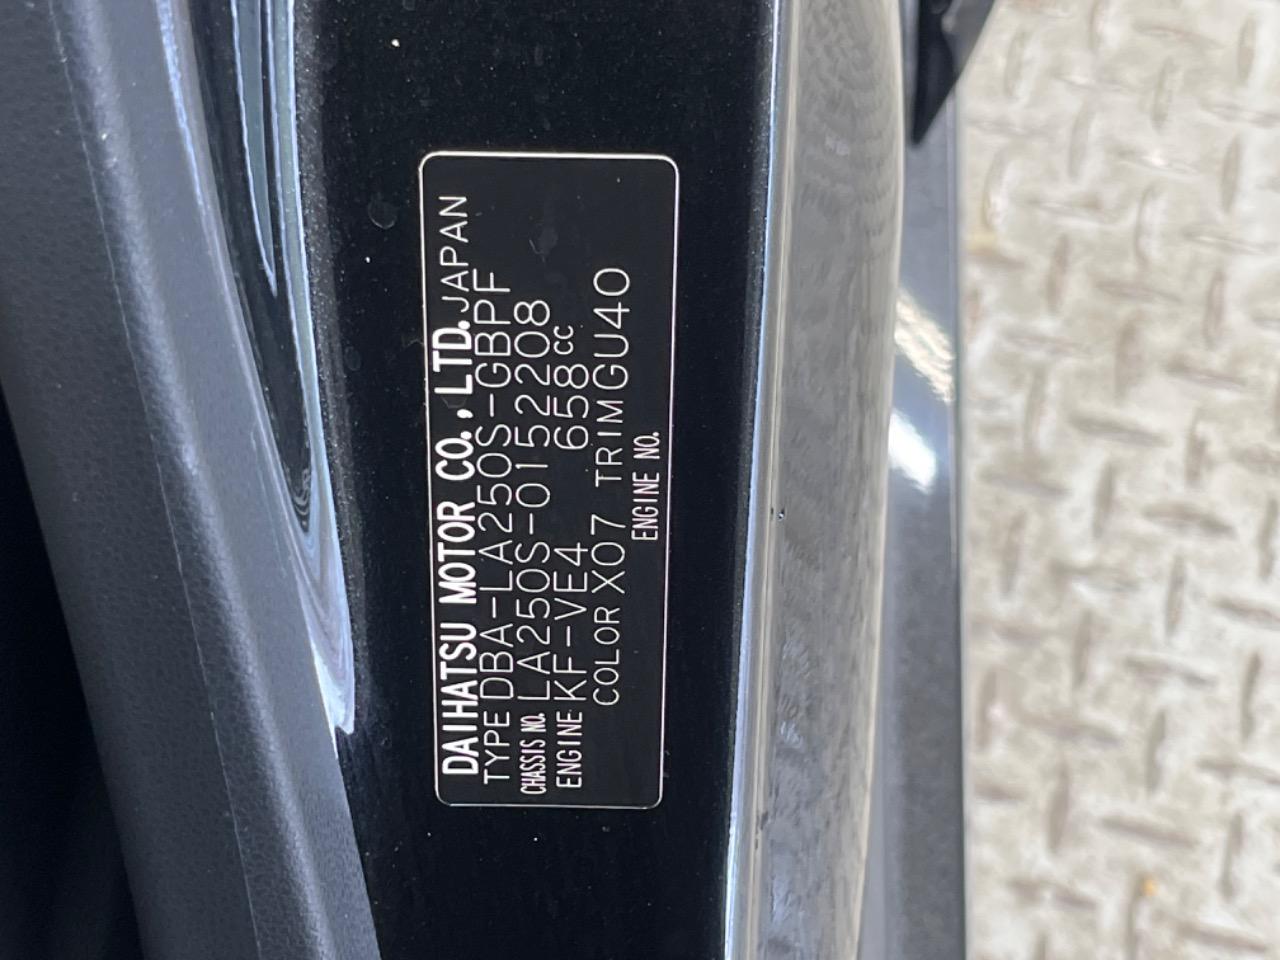 DAIHATSU MOTOR CO., LTD. JAPAN
TYPE DBA-LA250S-GBPF
CHASSIS NO. LA250S-0152208
ENGINE KF-VE4 658cc
COLOR X07 TRIM GU40
ENGINE NO.